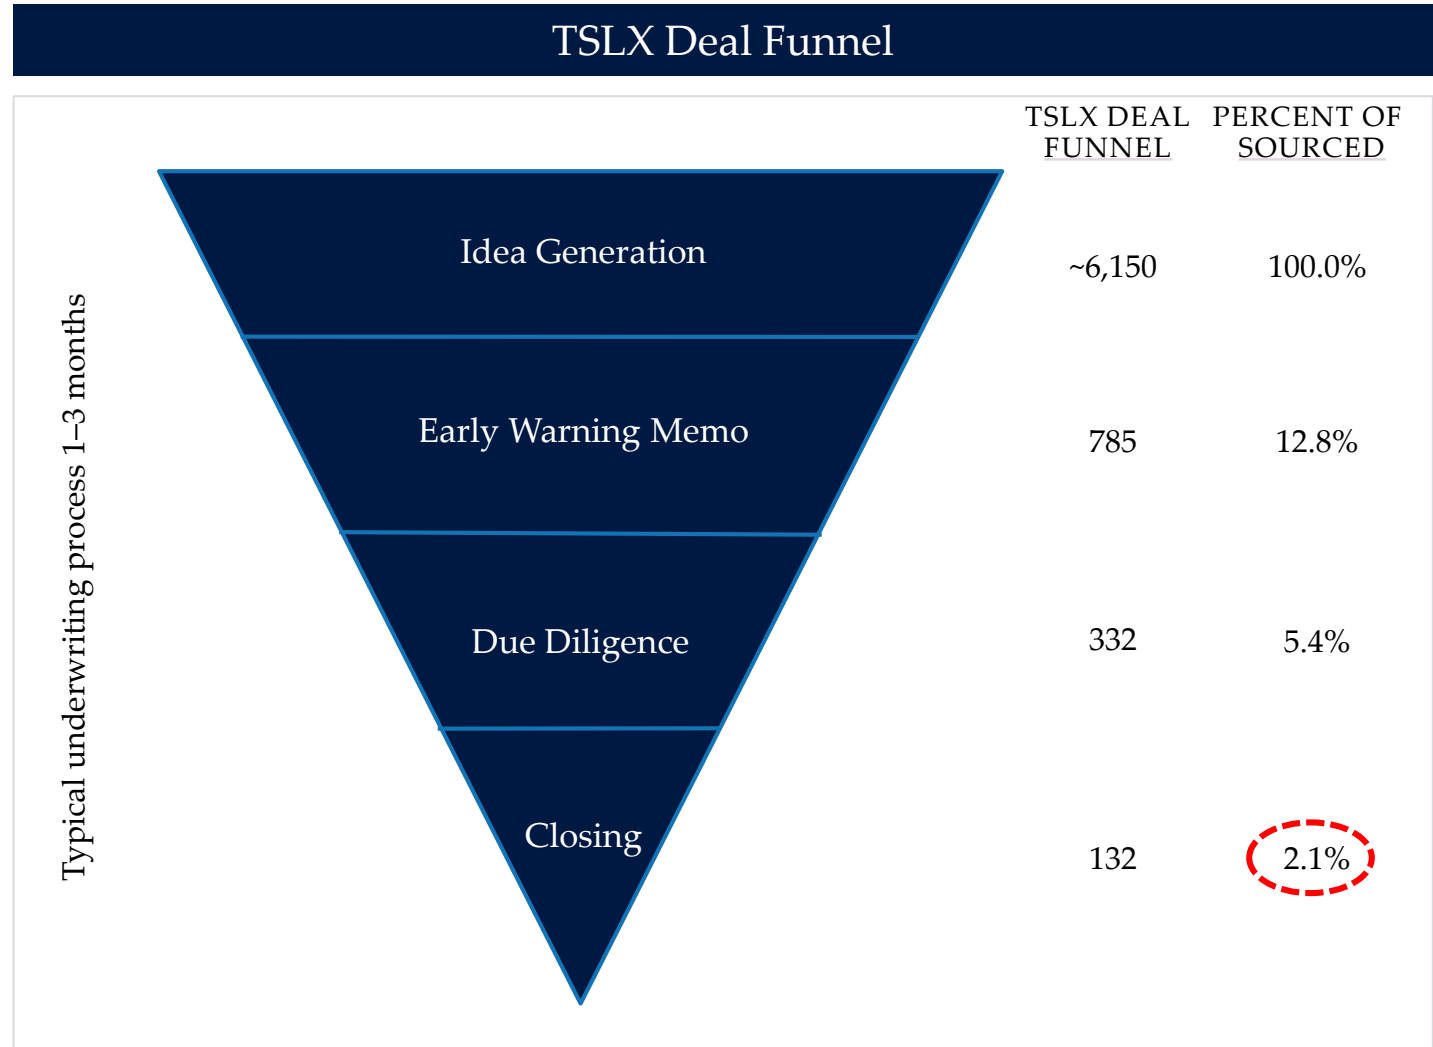 TSLX Deal Funnel
TSLX DEAL
FUNNEL
PERCENT OF
SOURCED
Typical underwriting process 1–3 months
Idea Generation
~6,150
100.0%
Early Warning Memo
785
12.8%
Due Diligence
332
5.4%
Closing
132
2.1%